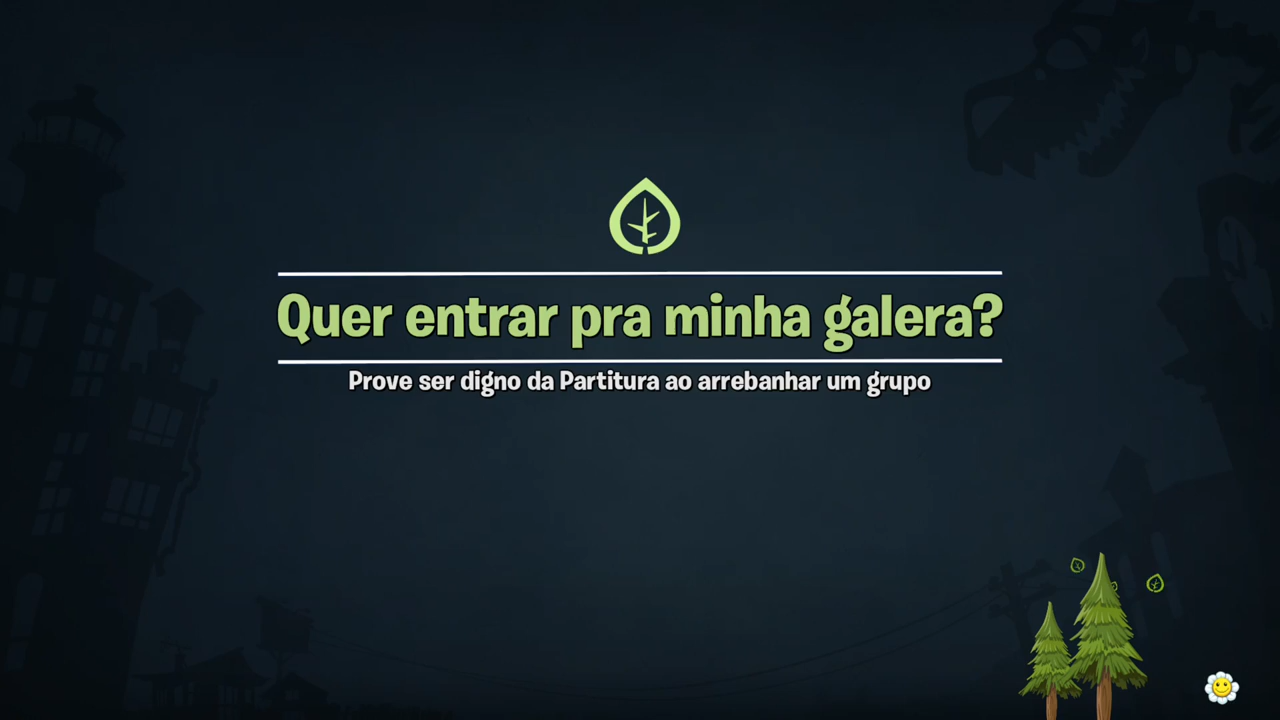 Quer entrar pra minha galera?
Prove ser digno da Partitura ao arrebanhar um grupo